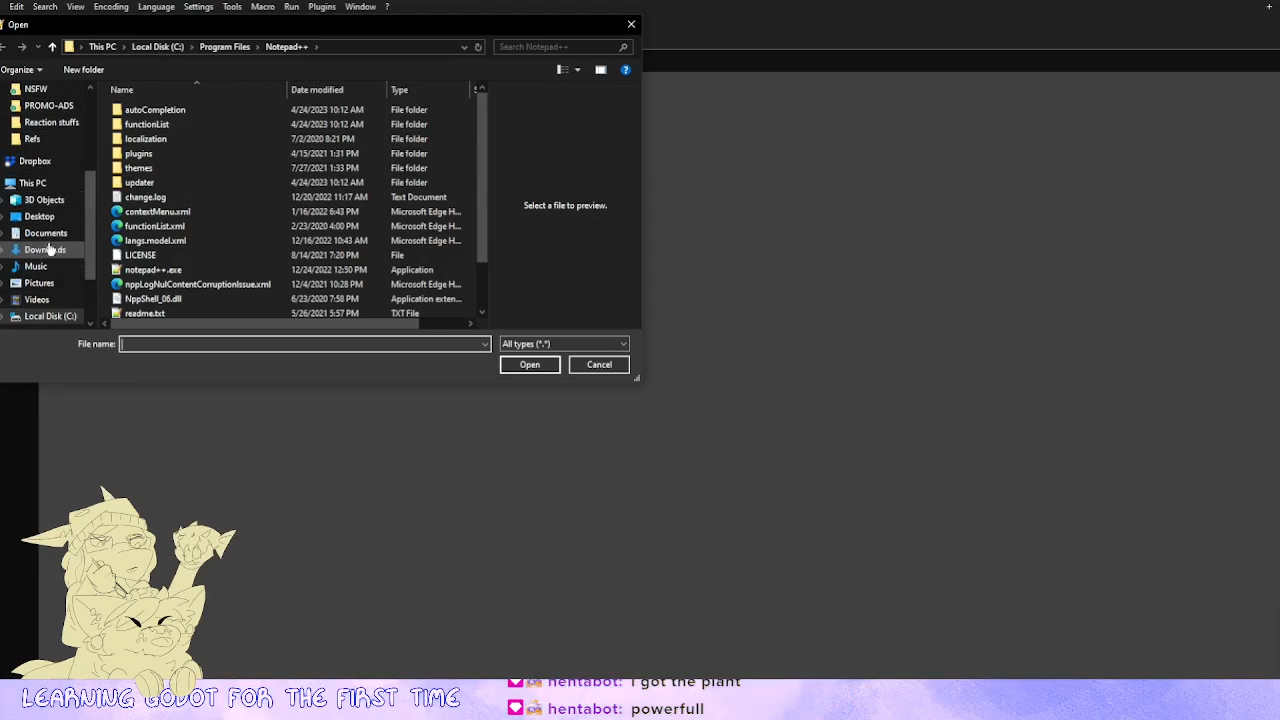 Edit Search View Encoding Language Settings Tools Macro Run Plugins Window ?
Open
This PC > Local Disk (C:) > Program Files > Notepad++ >
Search Notepad++
Organize
New folder
NSFW
PROMO-ADS
Reaction stuffs
Refs
Dropbox
This PC
3D Objects
Desktop
Documents
Downloads
Music
Pictures
Videos
Local Disk (C:)
Name Date modified Type S
autoCompletion 4/24/2023 10:12 AM File folder
functionList 4/24/2023 10:12 AM File folder
localization 7/2/2020 8:21 PM File folder
plugins 4/15/2021 1:31 PM File folder
themes 7/27/2021 1:33 PM File folder
updater 4/24/2023 10:12 AM File folder
change.log 12/20/2022 11:17 AM Text Document
contextMenu.xml 1/16/2022 6:43 PM Microsoft Edge H...
functionList.xml 2/23/2020 4:00 PM Microsoft Edge H...
langs.model.xml 12/16/2022 10:43 AM Microsoft Edge H...
LICENSE 8/14/2021 7:20 PM File
notepad++.exe 12/24/2022 12:50 PM Application
nppLogNulContentCorruptionIssue.xml 12/4/2021 10:28 PM Microsoft Edge H...
NppShell_06.dll 6/23/2020 7:58 PM Application exten...
readme.txt 5/26/2021 5:57 PM TXT File
Select a file to preview.
File name:
All types (*.*)
Open
Cancel
LEARNING GODOT FOR THE FIRST TIME
hentabot: I got the plant
hentabot: powerfull